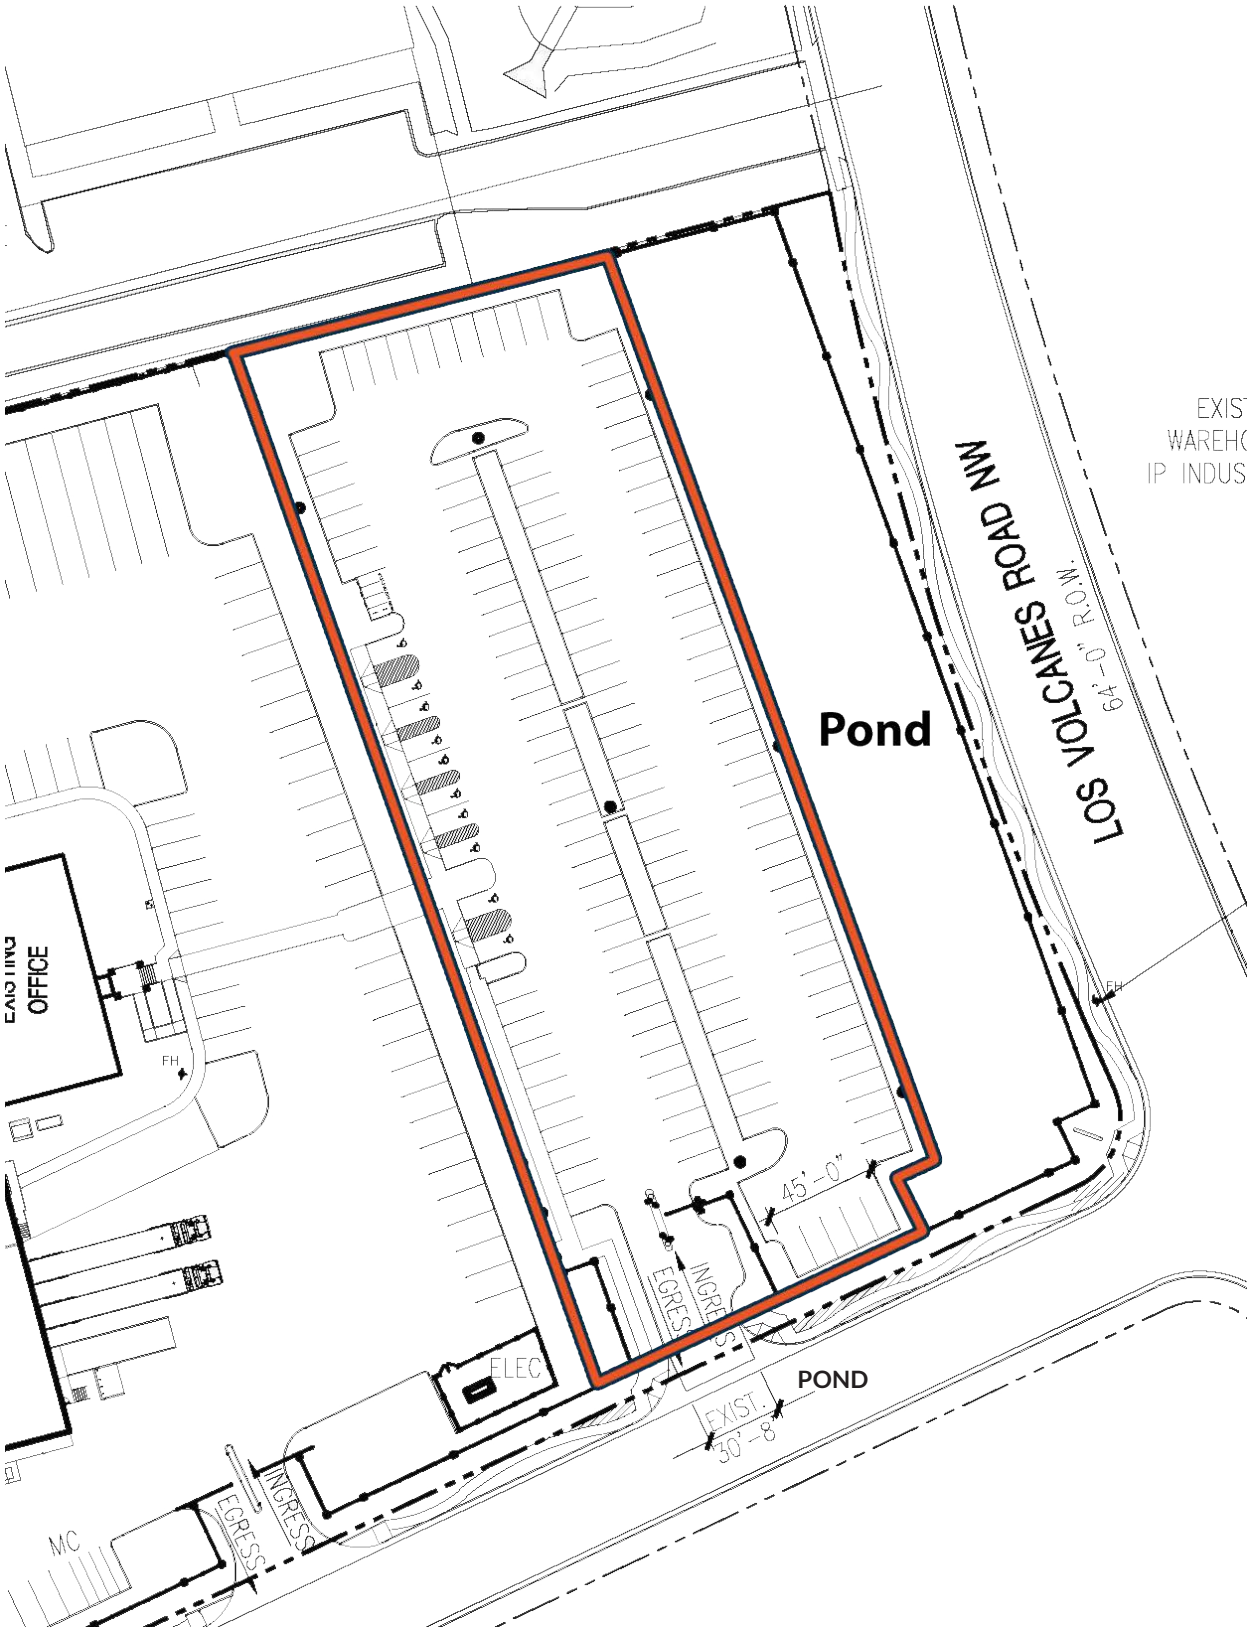 EXIST
WAREHO
IP INDUS
LOS VOLCANES ROAD NW
64'-0" R.O.W.
Pond
EXISTING
OFFICE
FH
FH
45'-0"
INGRESS
EGRESS
ELEC
POND
EXIST.
30'-8"
INGRESS
EGRESS
MC